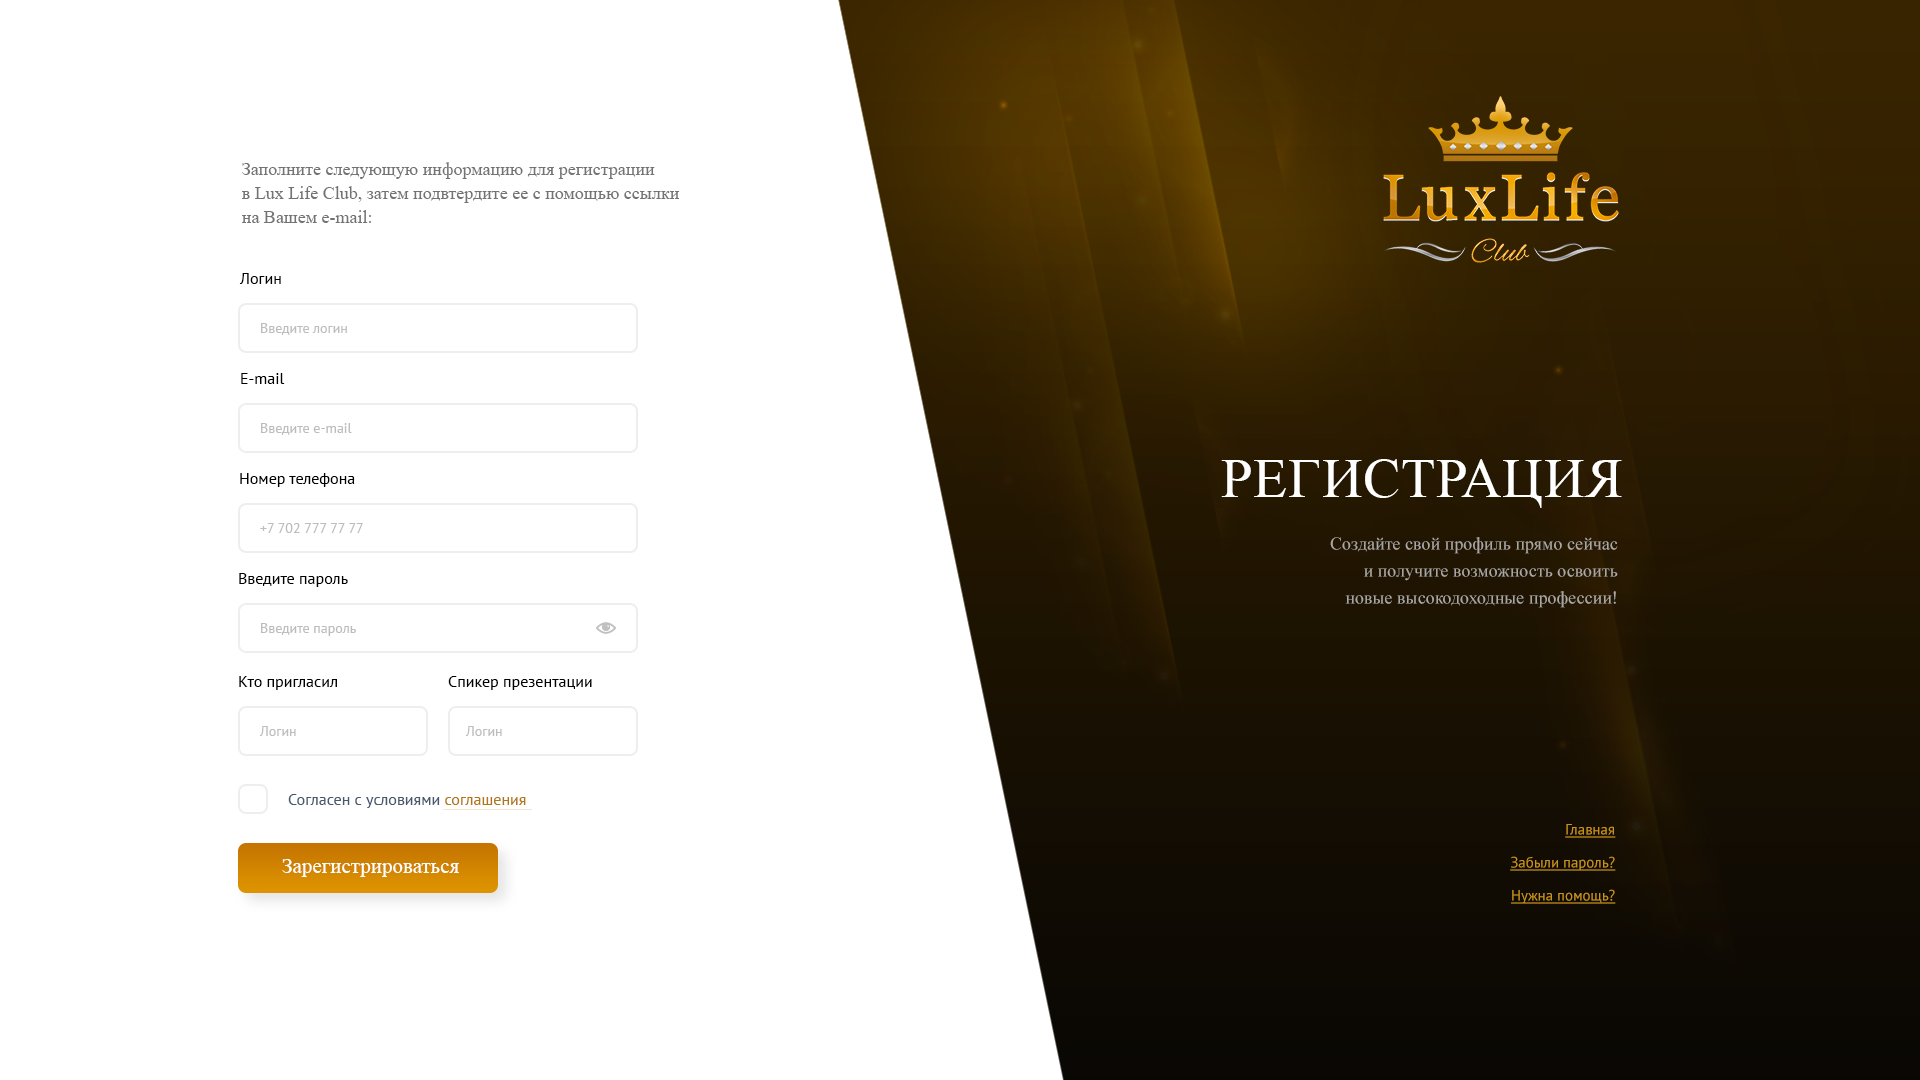 Заполните следующую информацию для регистрации
в Lux Life Club, затем подвтердите ее с помощью ссылки
на Вашем e-mail:
Логин
Введите логин
E-mail
Введите e-mail
Номер телефона
+7 702 777 77 77
Введите пароль
Введите пароль
Кто пригласил
Спикер презентации
Логин
Логин
Согласен с условиями соглашения
Зарегистрироваться
LuxLife
Club
РЕГИСТРАЦИЯ
Создайте свой профиль прямо сейчас
и получите возможность освоить
новые высокодоходные профессии!
Главная
Забыли пароль?
Нужна помощь?